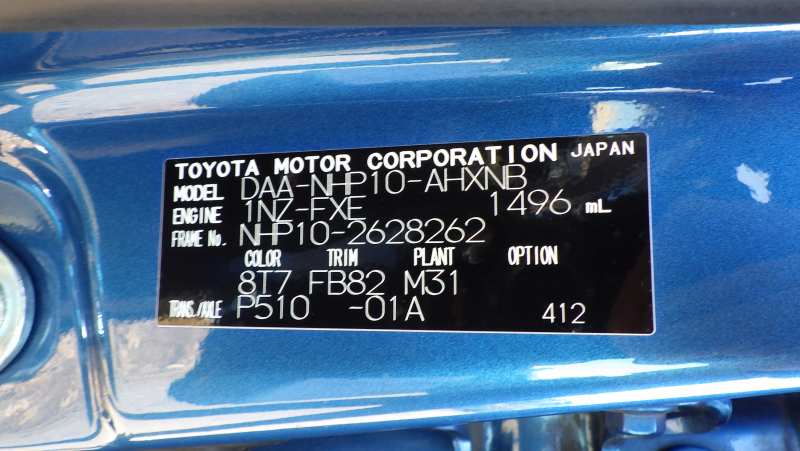 TOYOTA MOTOR CORPORATION JAPAN
MODEL DAA-NHP10-AHXNB
ENGINE 1NZ-FXE 1496 mL
FRAME No. NHP10-2628262
COLOR TRIM PLANT OPTION
8T7 FB82 M31
TRANS./AXLE P510 -01A 412